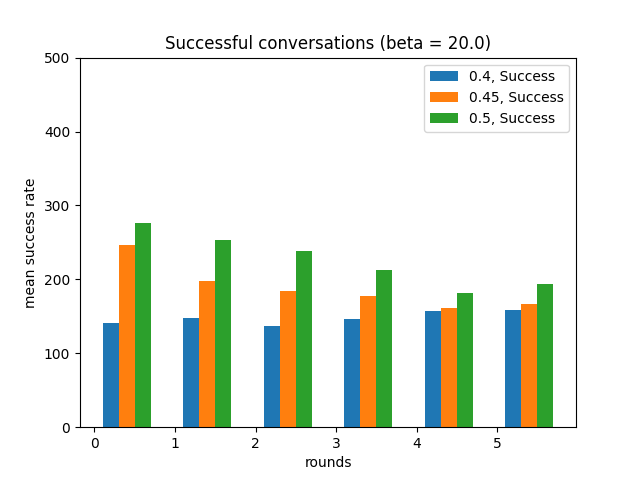 Successful conversations (beta = 20.0)
500
400
300
200
100
0
mean success rate
0.4, Success
0.45, Success
0.5, Success
0 1 2 3 4 5
rounds